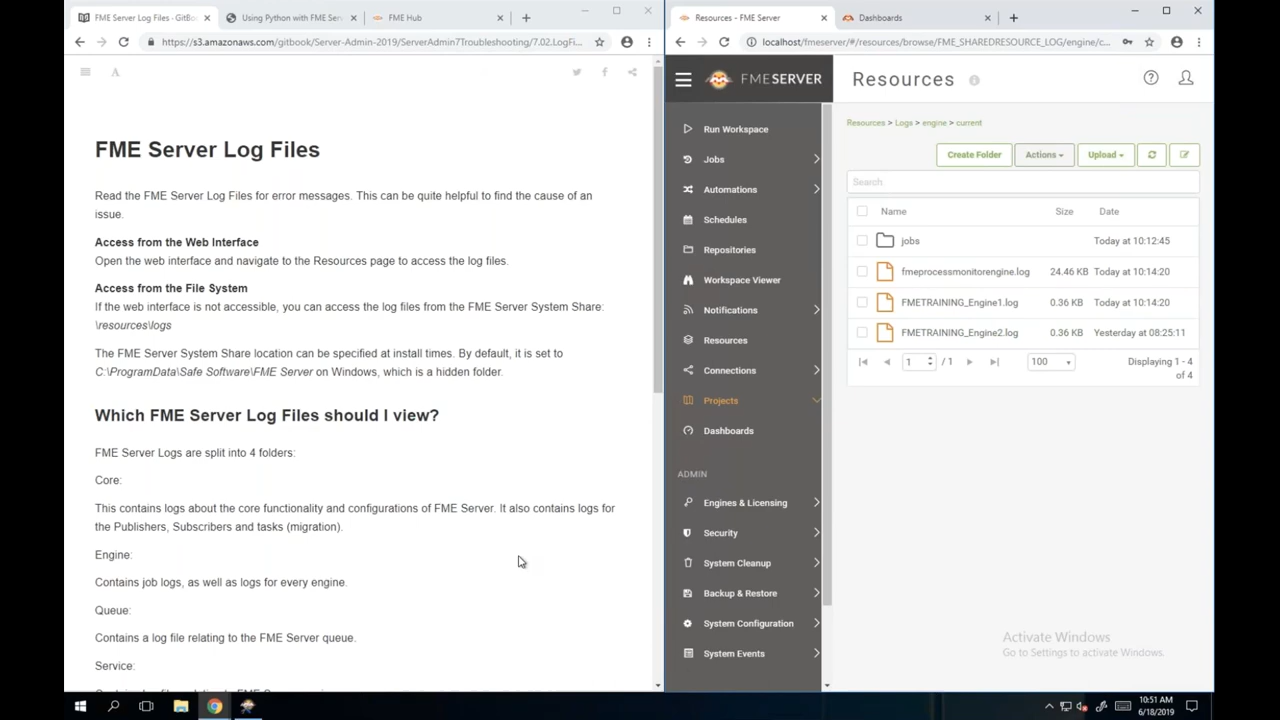 FME Server Log Files - GitBo
Using Python with FME Ser
FME Hub
https://s3.amazonaws.com/gitbook/Server-Admin-2019/ServerAdmin7Troubleshooting/7.02.LogFi...
A
FME Server Log Files
Read the FME Server Log Files for error messages. This can be quite helpful to find the cause of an
issue.
Access from the Web Interface
Open the web interface and navigate to the Resources page to access the log files.
Access from the File System
If the web interface is not accessible, you can access the log files from the FME Server System Share:
\resources\logs
The FME Server System Share location can be specified at install times. By default, it is set to
C:\ProgramData\Safe Software\FME Server on Windows, which is a hidden folder.
Which FME Server Log Files should I view?
FME Server Logs are split into 4 folders:
Core:
This contains logs about the core functionality and configurations of FME Server. It also contains logs for
the Publishers, Subscribers and tasks (migration).
Engine:
Contains job logs, as well as logs for every engine.
Queue:
Contains a log file relating to the FME Server queue.
Service:
Resources - FME Server
Dashboards
localhost/fmeserver/#/resources/browse/FME_SHAREDRESOURCE_LOG/engine/c...
FMESERVER
Run Workspace
Jobs
Automations
Schedules
Repositories
Workspace Viewer
Notifications
Resources
Connections
Projects
Dashboards
ADMIN
Engines & Licensing
Security
System Cleanup
Backup & Restore
System Configuration
System Events
Resources
Resources > Logs > engine > current
Create Folder Actions Upload
Search
Name Size Date
jobs Today at 10:12:45
fmeprocessmonitorengine.log 24.46 KB Today at 10:14:20
FMETRAINING_Engine1.log 0.36 KB Today at 10:14:20
FMETRAINING_Engine2.log 0.36 KB Yesterday at 08:25:11
1 / 1 100 Displaying 1 - 4
of 4
Activate Windows
Go to Settings to activate Windows.
10:51 AM
6/18/2019